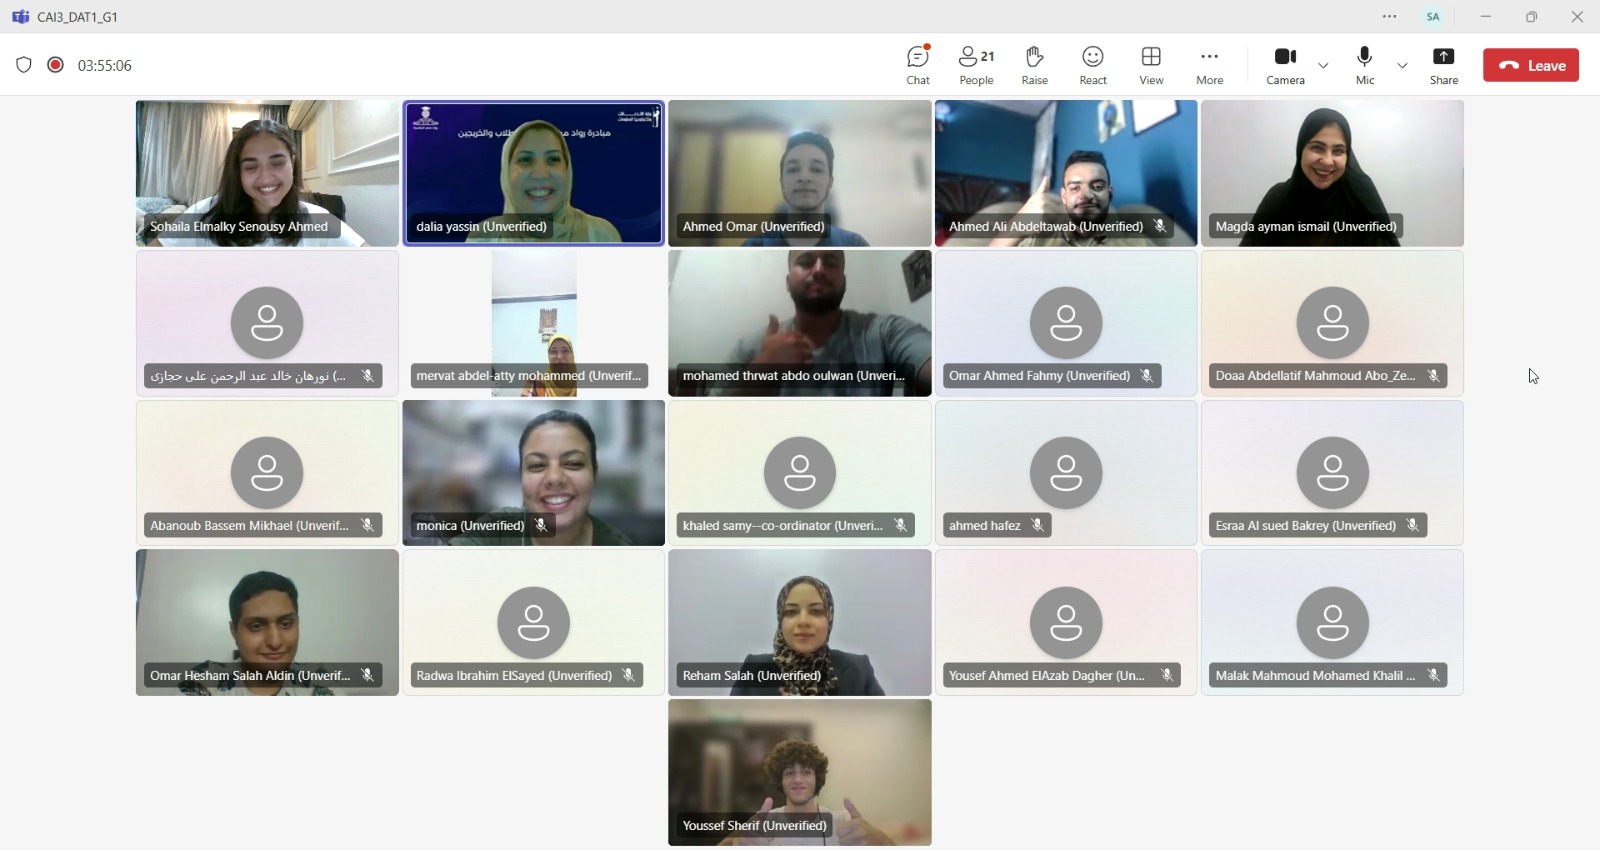 CAI3_DAT1_G1
SA
03:55:06
Chat
21
People
Raise
React
View
More
Camera
Mic
Share
Leave
مبادرة رواد
طلاب والخريجين
Sohaila Elmalky Senousy Ahmed
dalia yassin (Unverified)
Ahmed Omar (Unverified)
Ahmed Ali Abdeltawab (Unverified)
Magda ayman ismail (Unverified)
نورهان خالد عبد الرحمن على حجازى (...
mervat abdel-atty mohammed (Unverif...
mohamed thrwat abdo oulwan (Unveri...
Omar Ahmed Fahmy (Unverified)
Doaa Abdellatif Mahmoud Abo_Ze...
Abanoub Bassem Mikhael (Unverif...
monica (Unverified)
khaled samy--co-ordinator (Unveri...
ahmed hafez
Esraa Al sued Bakrey (Unverified)
Omar Hesham Salah Aldin (Unverif...
Radwa Ibrahim ElSayed (Unverified)
Reham Salah (Unverified)
Yousef Ahmed ElAzab Dagher (Un...
Malak Mahmoud Mohamed Khalil ...
Youssef Sherif (Unverified)